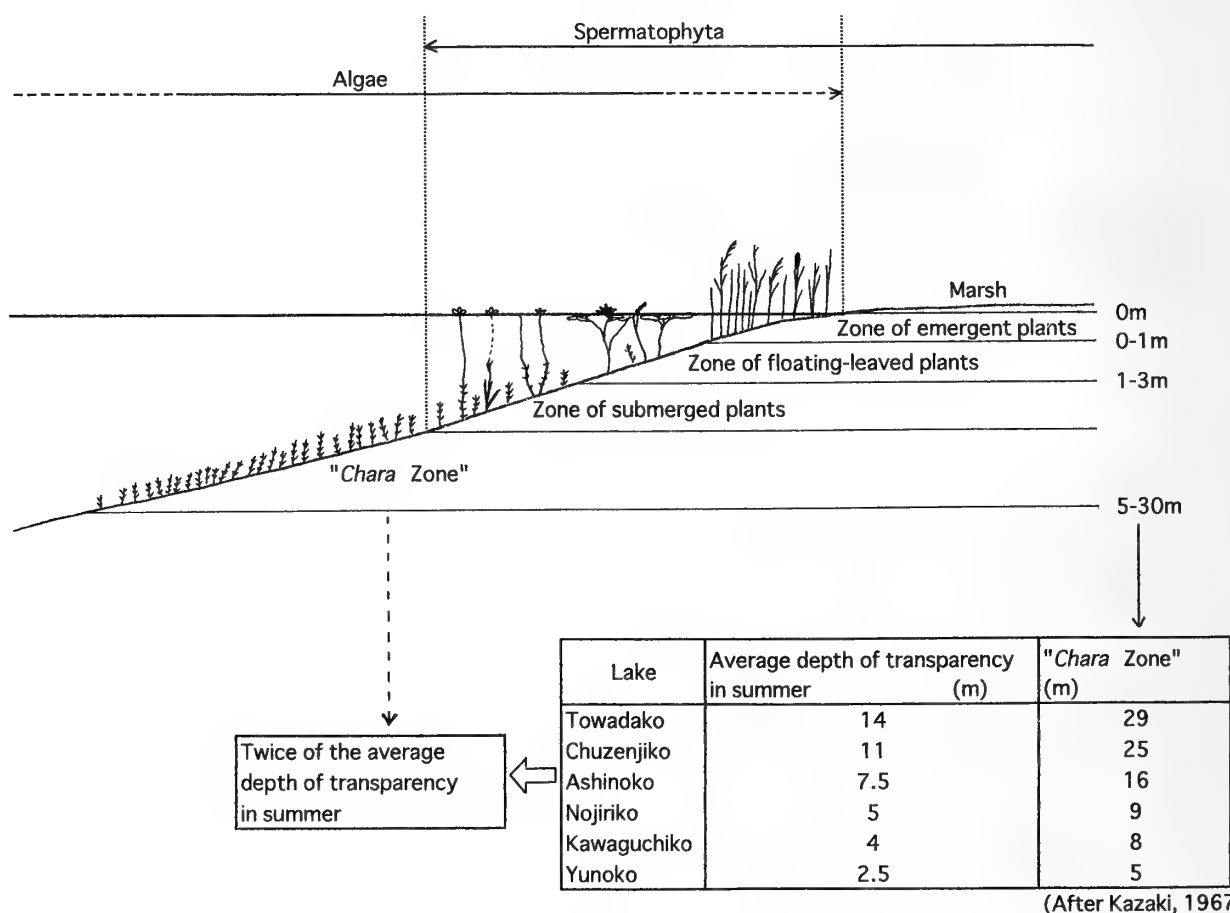 Spermatophyta
Algae
Marsh
0m
Zone of emergent plants
0-1m
Zone of floating-leaved plants
1-3m
Zone of submerged plants
"Chara Zone"
5-30m
Lake
Average depth of transparency
in summer (m)
"Chara Zone"
(m)
Towadako 14 29
Chuzenjiko 11 25
Ashinoko 7.5 16
Nojiriko 5 9
Kawaguchiko 4 8
Yunoko 2.5 5
Twice of the average
depth of transparency
in summer
(After Kazaki, 1967